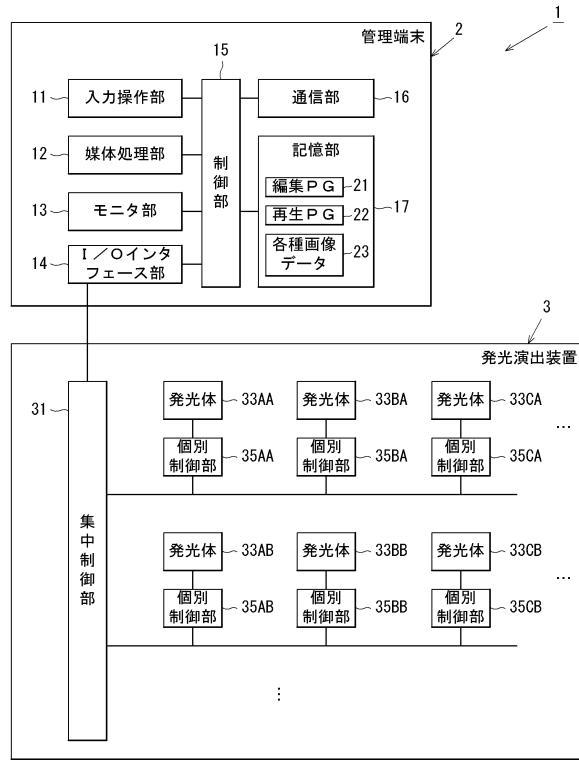 1
管理端末
2
15
11
入力操作部
通信部
16
12
媒体処理部
制御部
記憶部
編集PG
21
13
モニタ部
再生PG
22
17
14
I/Oインタ
フェース部
各種画像
データ
23
3
発光演出装置
31
集中制御部
発光体
33AA
発光体
33BA
発光体
33CA
…
個別
制御部
35AA
個別
制御部
35BA
個別
制御部
35CA
発光体
33AB
発光体
33BB
発光体
33CB
…
個別
制御部
35AB
個別
制御部
35BB
個別
制御部
35CB
⋮